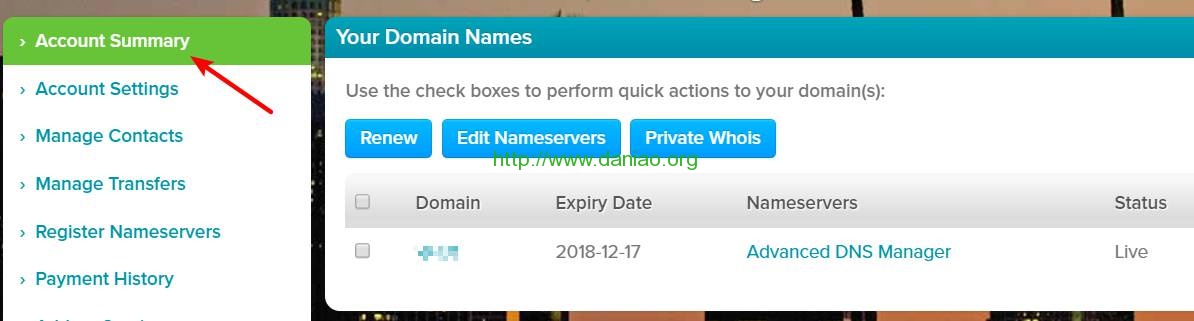 › Account Summary
› Account Settings
› Manage Contacts
› Manage Transfers
› Register Nameservers
› Payment History
Your Domain Names
Use the check boxes to perform quick actions to your domain(s):
Renew Edit Nameservers Private Whois
http://www.daniao.org
Domain Expiry Date Nameservers Status
2018-12-17 Advanced DNS Manager Live